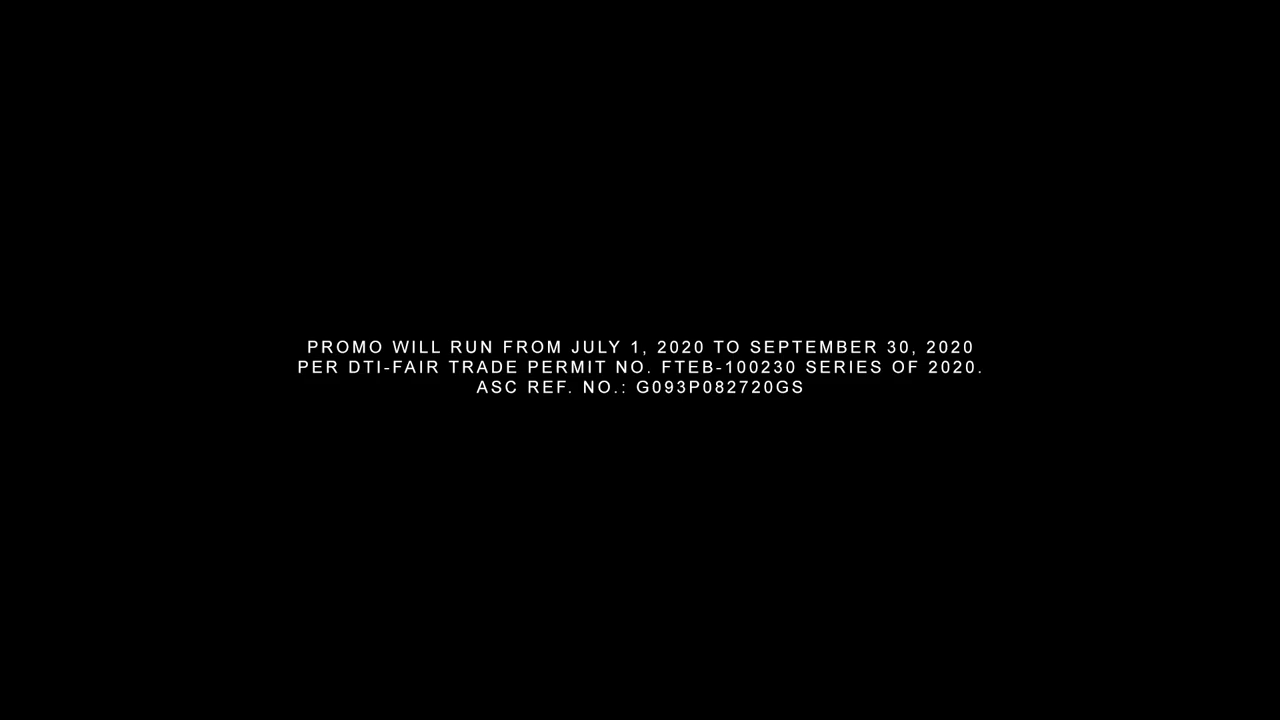 PROMO WILL RUN FROM JULY 1, 2020 TO SEPTEMBER 30, 2020
PER DTI-FAIR TRADE PERMIT NO. FTEB-100230 SERIES OF 2020.
ASC REF. NO.: G093P082720GS